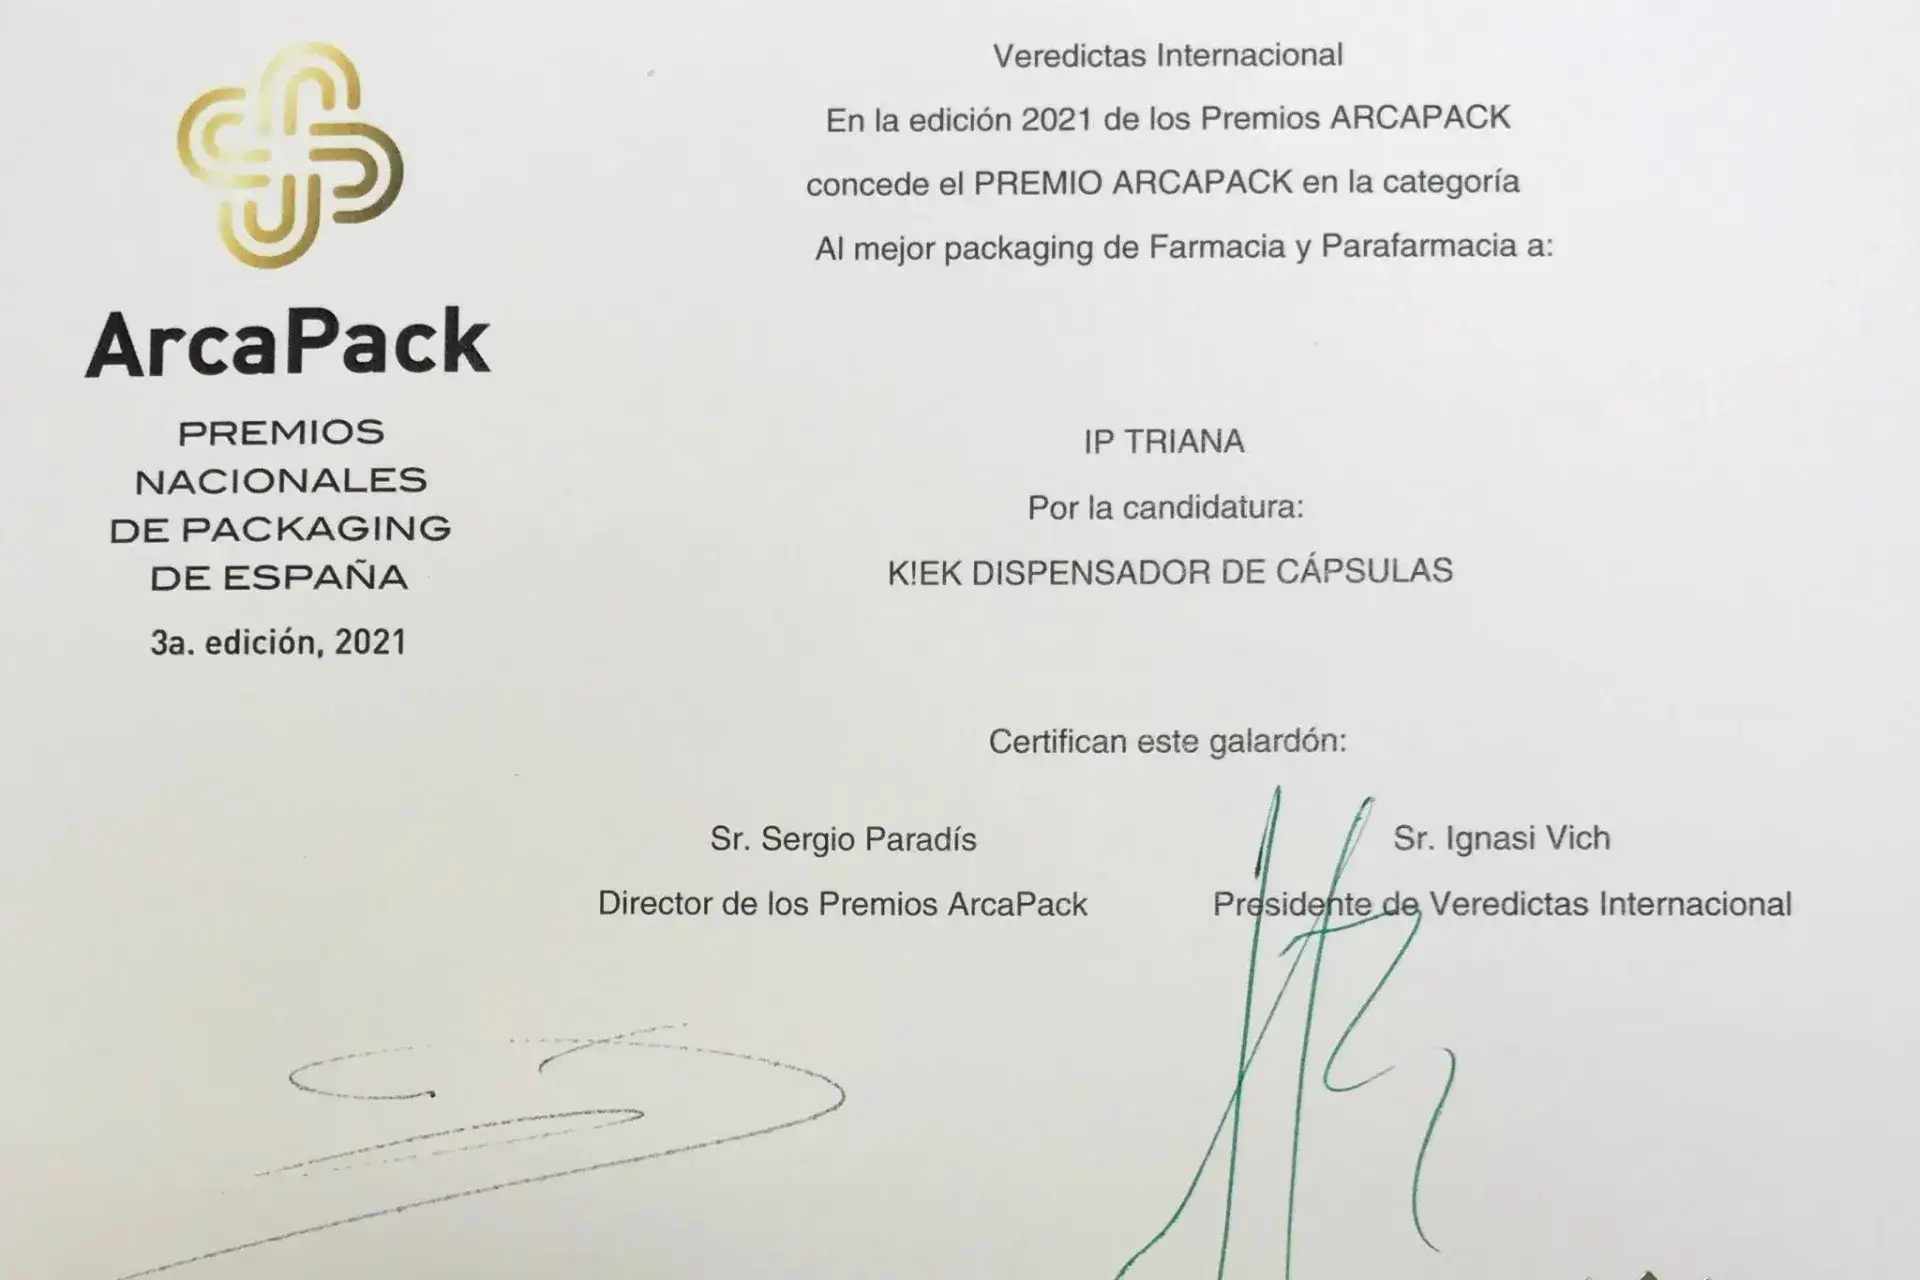 ArcaPack
PREMIOS
NACIONALES
DE PACKAGING
DE ESPAÑA
3a. edición, 2021
Veredictas Internacional
En la edición 2021 de los Premios ARCAPACK
concede el PREMIO ARCAPACK en la categoría
Al mejor packaging de Farmacia y Parafarmacia a:
IP TRIANA
Por la candidatura:
K!EK DISPENSADOR DE CÁPSULAS
Certifican este galardón:
Sr. Sergio Paradís
Director de los Premios ArcaPack
Sr. Ignasi Vich
Presidente de Veredictas Internacional